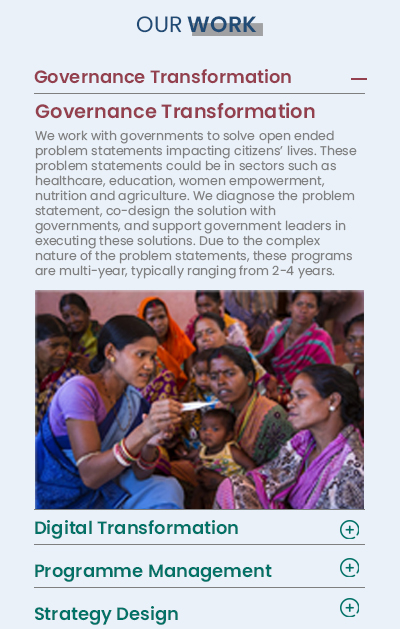 OUR WORK
Governance Transformation
Governance Transformation
We work with governments to solve open ended
problem statements impacting citizens’ lives. These
problem statements could be in sectors such as
healthcare, education, women empowerment,
nutrition and agriculture. We diagnose the problem
statement, co-design the solution with
governments, and support government leaders in
executing these solutions. Due to the complex
nature of the problem statements, these programs
are multi-year, typically ranging from 2-4 years.
Digital Transformation
Programme Management
Strategy Design